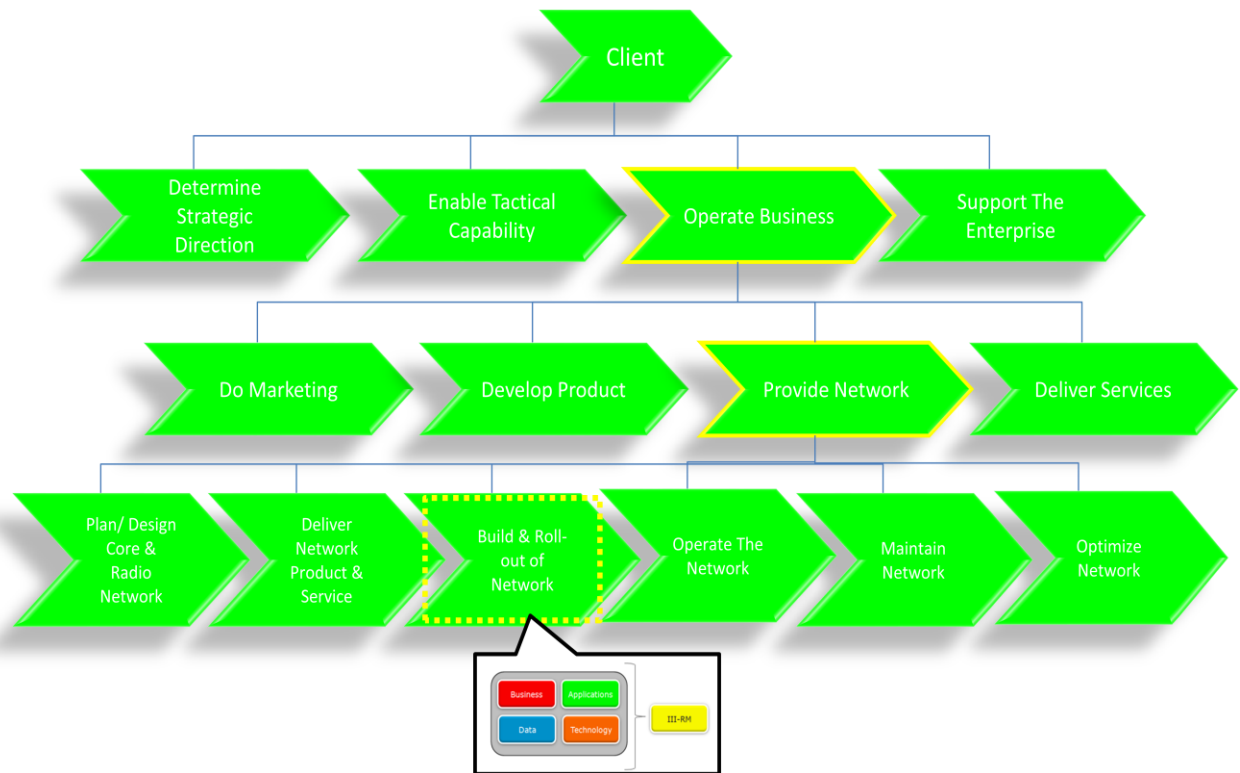 Client
Determine
Strategic
Direction
Enable Tactical
Capability
Operate Business
Support The
Enterprise
Do Marketing
Develop Product
Provide Network
Deliver Services
Plan/ Design
Core &
Radio
Network
Deliver
Network
Product &
Service
Build & Roll-
out of
Network
Operate The
Network
Maintain
Network
Optimize
Network
Business
Applications
Data
Technology
III-RM